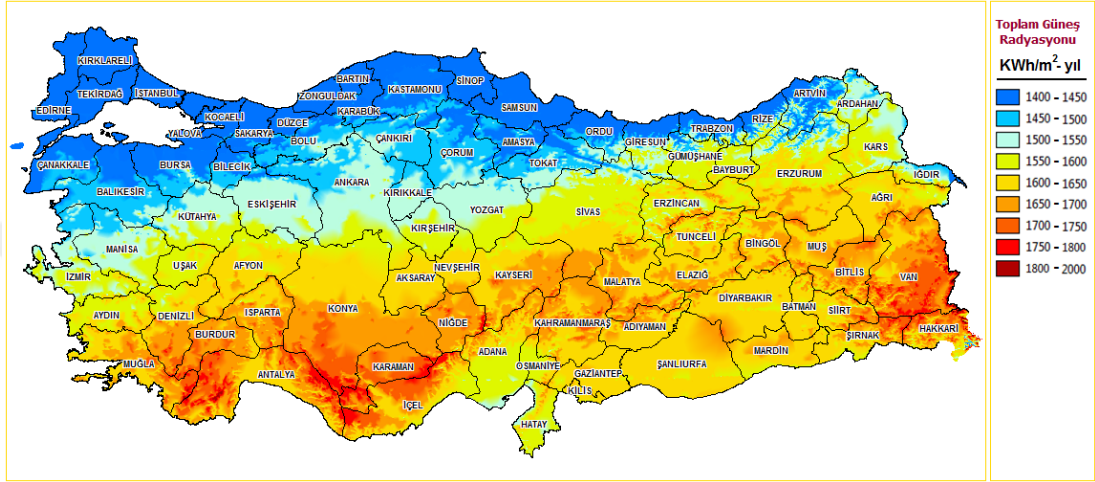 Toplam Güneş
Radyasyonu
KWh/m²- yıl
1400 - 1450
1450 - 1500
1500 - 1550
1550 - 1600
1600 - 1650
1650 - 1700
1700 - 1750
1750 - 1800
1800 - 2000
KIRKLARELİ
TEKİRDAĞ
İSTANBUL
EDİRNE
KOCAELİ
YALOVA
SAKARYA
DÜZCE
BOLU
ZONGULDAK
BARTIN
KARABÜK
KASTAMONU
SİNOP
SAMSUN
ÇANKIRI
ÇORUM
AMASYA
TOKAT
ORDU
GİRESUN
TRABZON
RİZE
ARTVİN
ARDAHAN
KARS
GÜMÜŞHANE
BAYBURT
ERZURUM
IĞDIR
AĞRI
ÇANAKKALE
BURSA
BİLECİK
BALIKESİR
KÜTAHYA
ESKİŞEHİR
ANKARA
KIRIKKALE
YOZGAT
KIRŞEHİR
SİVAS
ERZİNCAN
TUNCELİ
BİNGÖL
MUŞ
BİTLİS
VAN
MANİSA
İZMİR
UŞAK
AFYON
AKSARAY
NEVŞEHİR
KAYSERİ
MALATYA
ELAZIĞ
DİYARBAKIR
BATMAN
SİİRT
ŞIRNAK
HAKKARİ
AYDIN
DENİZLİ
ISPARTA
BURDUR
KONYA
NİĞDE
KAHRAMANMARAŞ
ADIYAMAN
MARDİN
MUĞLA
ANTALYA
KARAMAN
İÇEL
ADANA
OSMANİYE
GAZİANTEP
KİLİS
ŞANLIURFA
HATAY